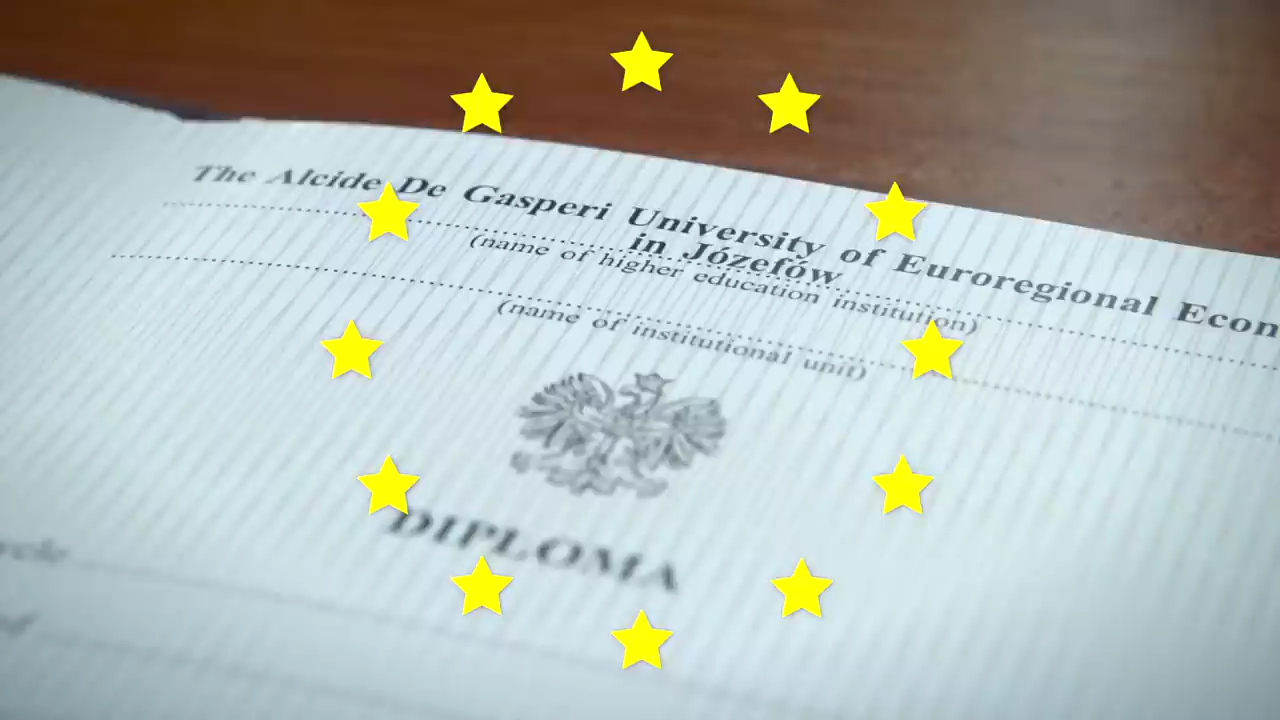 The Alcide De Gasperi University of Euroregional Econ
in Józefów
(name of higher education institution)
(name of institutional unit)
DIPLOMA